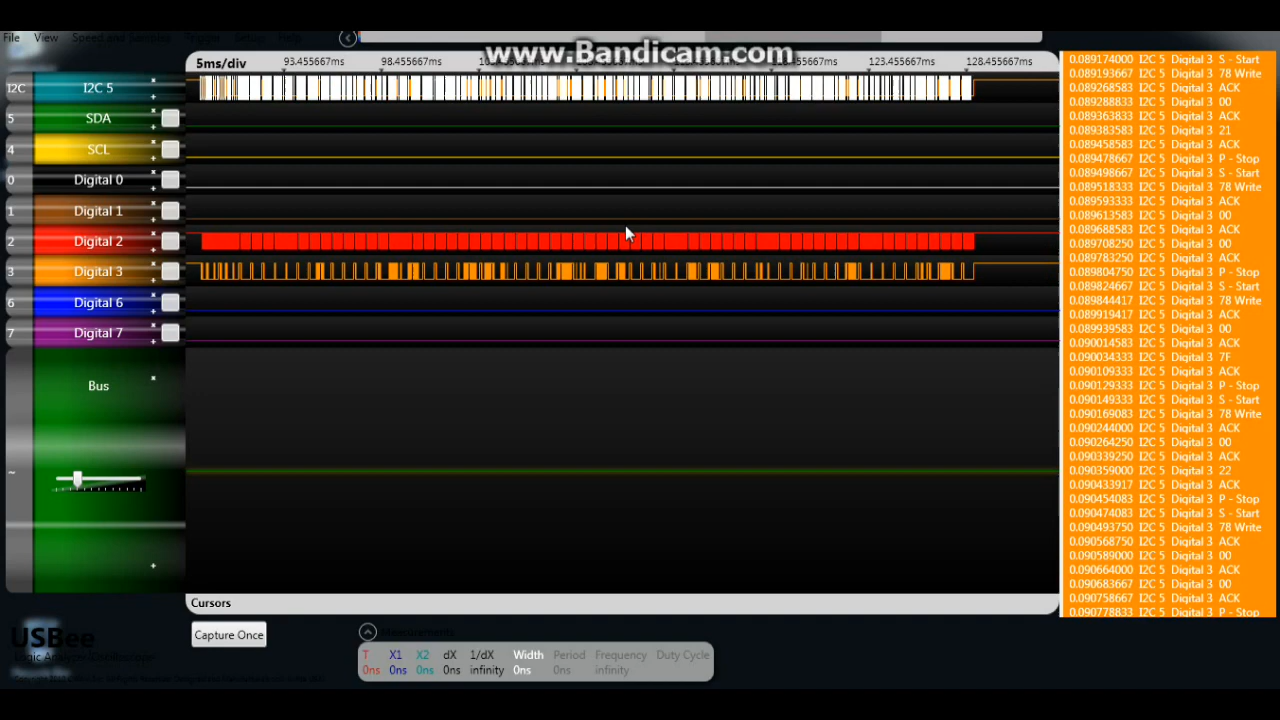 www.Bandicam.com
File View Speed and Samples Setup Help
5ms/div 93.455667ms 98.455667ms 123.455667ms 128.455667ms
I2C I2C 5
5 SDA
4 SCL
0 Digital 0
1 Digital 1
2 Digital 2
3 Digital 3
6 Digital 6
7 Digital 7
Bus
~
Cursors
USBee
Capture Once
Measurements
T X1 X2 dX 1/dX Width Period Frequency Duty Cycle
0ns 0ns 0ns 0ns infinity 0ns 0ns infinity
0.089174000 I2C 5 Digital 3 S - Start
0.089193667 I2C 5 Digital 3 78 Write
0.089268583 I2C 5 Digital 3 ACK
0.089288833 I2C 5 Digital 3 00
0.089363833 I2C 5 Digital 3 ACK
0.089383583 I2C 5 Digital 3 21
0.089458583 I2C 5 Digital 3 ACK
0.089478667 I2C 5 Digital 3 P - Stop
0.089498667 I2C 5 Digital 3 S - Start
0.089518333 I2C 5 Digital 3 78 Write
0.089593333 I2C 5 Digital 3 ACK
0.089613583 I2C 5 Digital 3 00
0.089688583 I2C 5 Digital 3 ACK
0.089708250 I2C 5 Digital 3 00
0.089783250 I2C 5 Digital 3 ACK
0.089804750 I2C 5 Digital 3 P - Stop
0.089824667 I2C 5 Digital 3 S - Start
0.089844417 I2C 5 Digital 3 78 Write
0.089919417 I2C 5 Digital 3 ACK
0.089939583 I2C 5 Digital 3 00
0.090014583 I2C 5 Digital 3 ACK
0.090034333 I2C 5 Digital 3 7F
0.090109333 I2C 5 Digital 3 ACK
0.090129333 I2C 5 Digital 3 P - Stop
0.090149333 I2C 5 Digital 3 S - Start
0.090169083 I2C 5 Digital 3 78 Write
0.090244000 I2C 5 Digital 3 ACK
0.090264250 I2C 5 Digital 3 00
0.090339250 I2C 5 Digital 3 ACK
0.090359000 I2C 5 Digital 3 22
0.090433917 I2C 5 Digital 3 ACK
0.090454083 I2C 5 Digital 3 P - Stop
0.090474083 I2C 5 Digital 3 S - Start
0.090493750 I2C 5 Digital 3 78 Write
0.090568750 I2C 5 Digital 3 ACK
0.090589000 I2C 5 Digital 3 00
0.090664000 I2C 5 Digital 3 ACK
0.090683667 I2C 5 Digital 3 00
0.090758667 I2C 5 Digital 3 ACK
0.090778833 I2C 5 Digital 3 P - Stop